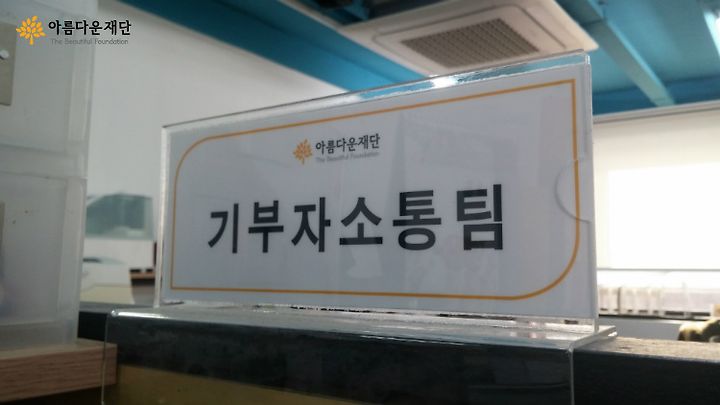 아름다운재단
The Beautiful Foundation
아름다운재단
The Beautiful Foundation
기부자소통팀